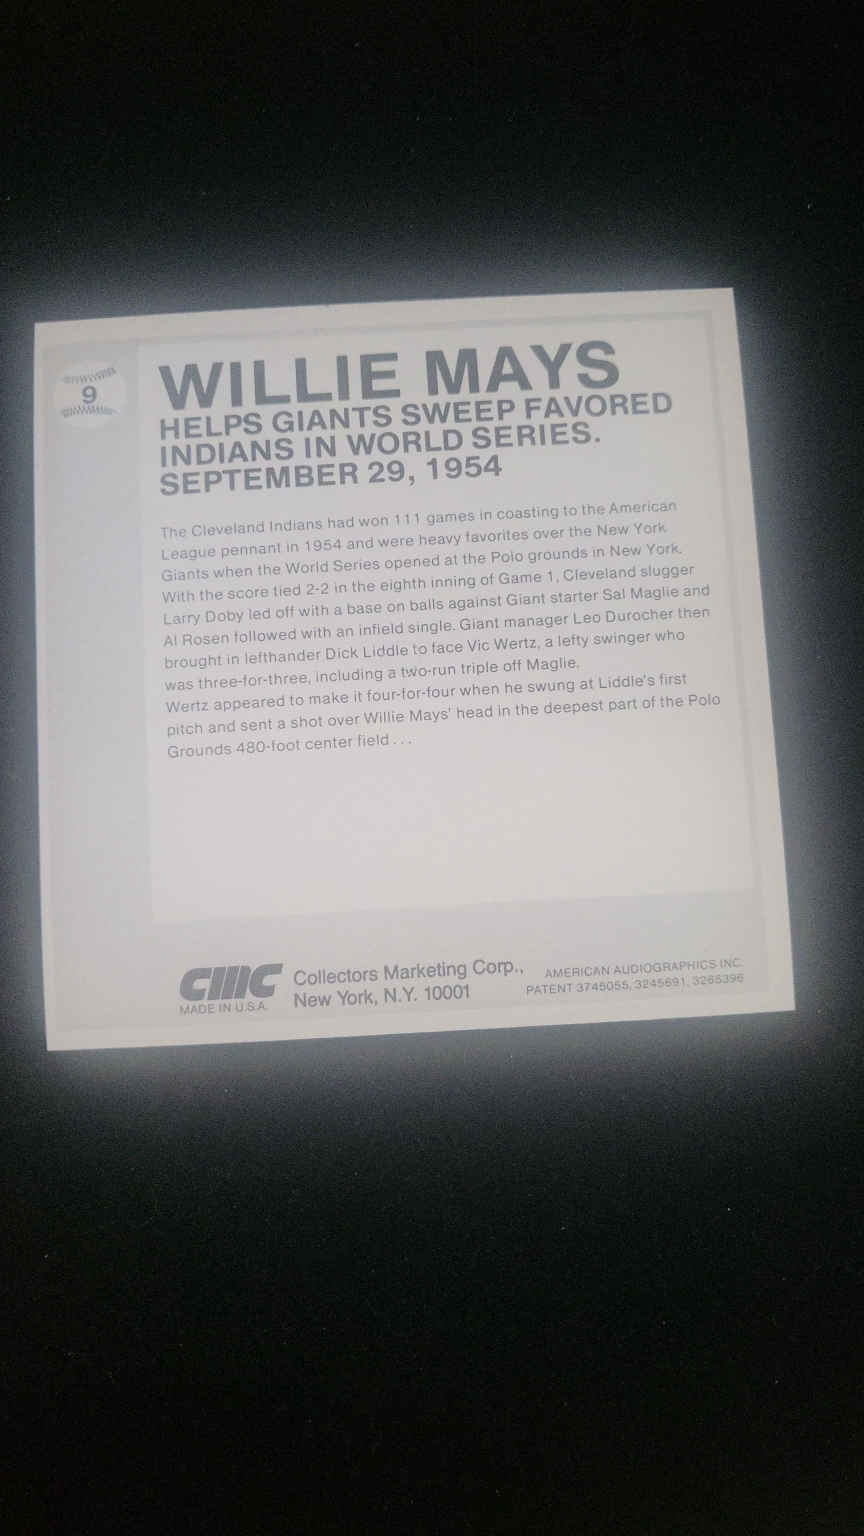 9
WILLIE MAYS
HELPS GIANTS SWEEP FAVORED
INDIANS IN WORLD SERIES.
SEPTEMBER 29, 1954
The Cleveland Indians had won 111 games in coasting to the American
League pennant in 1954 and were heavy favorites over the New York
Giants when the World Series opened at the Polo grounds in New York.
With the score tied 2-2 in the eighth inning of Game 1, Cleveland slugger
Larry Doby led off with a base on balls against Giant starter Sal Maglie and
Al Rosen followed with an infield single. Giant manager Leo Durocher then
brought in lefthander Dick Liddle to face Vic Wertz, a lefty swinger who
was three-for-three, including a two-run triple off Maglie.
Wertz appeared to make it four-for-four when he swung at Liddle's first
pitch and sent a shot over Willie Mays' head in the deepest part of the Polo
Grounds 480-foot center field . . .
CMC
MADE IN U.S.A.
Collectors Marketing Corp.,
New York, N.Y. 10001
AMERICAN AUDIOGRAPHICS INC.
PATENT 3745055, 3245691, 3265396